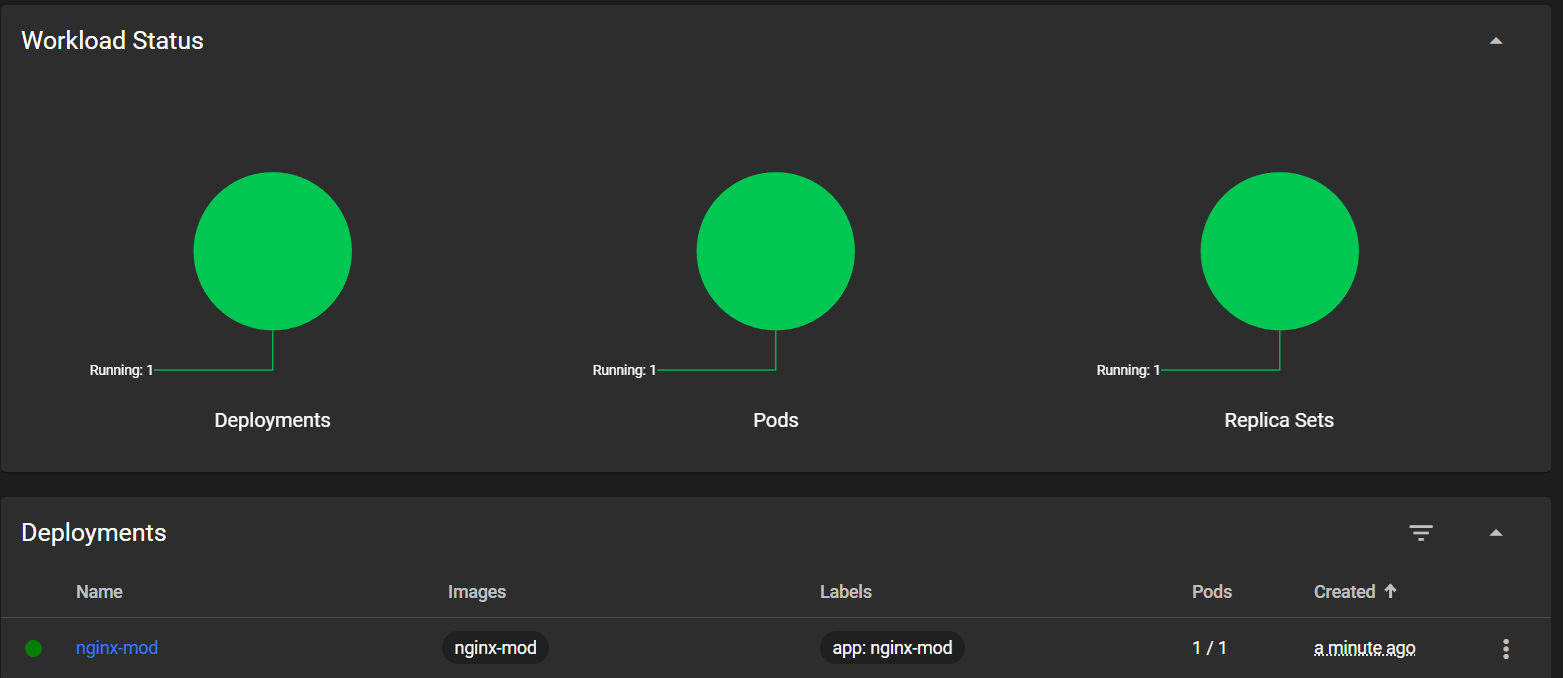 Workload Status
Running: 1 Running: 1 Running: 1
Deployments Pods Replica Sets
Deployments
Name Images Labels Pods Created
nginx-mod nginx-mod app: nginx-mod 1 / 1 a minute ago